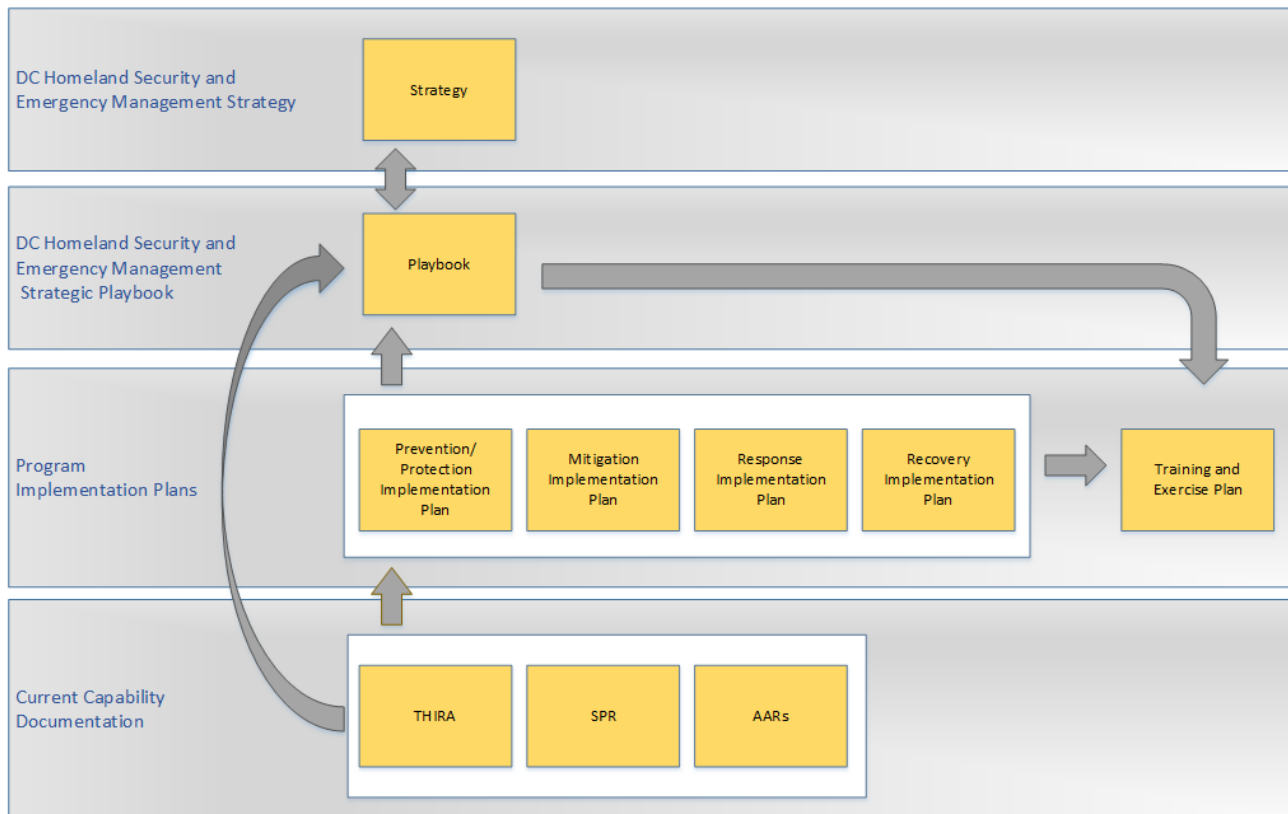 DC Homeland Security and
Emergency Management Strategy
Strategy
DC Homeland Security and
Emergency Management
Strategic Playbook
Playbook
Program
Implementation Plans
Prevention/
Protection
Implementation
Plan
Mitigation
Implementation
Plan
Response
Implementation
Plan
Recovery
Implementation
Plan
Training and
Exercise Plan
Current Capability
Documentation
THIRA
SPR
AARs